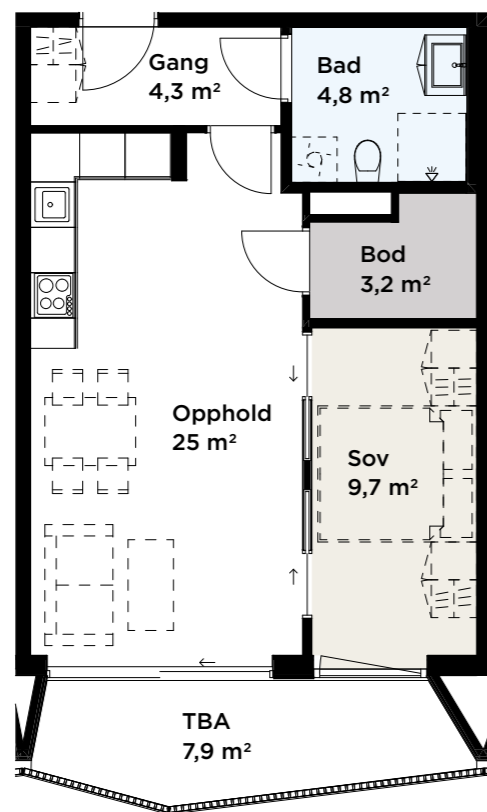 Gang
4,3 m²
Bad
4,8 m²
Bod
3,2 m²
Opphold
25 m²
Sov
9,7 m²
TBA
7,9 m²